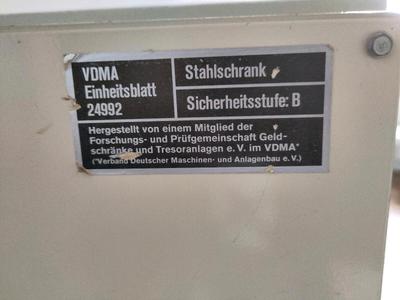 VDMA
Einheitsblatt
24992
Stahlschrank
Sicherheitsstufe: B
Hergestellt von einem Mitglied der
Forschungs- und Prüfgemeinschaft Geld-
schränke und Tresoranlagen e. V. im VDMA*
(*Verband Deutscher Maschinen- und Anlagenbau e. V.)